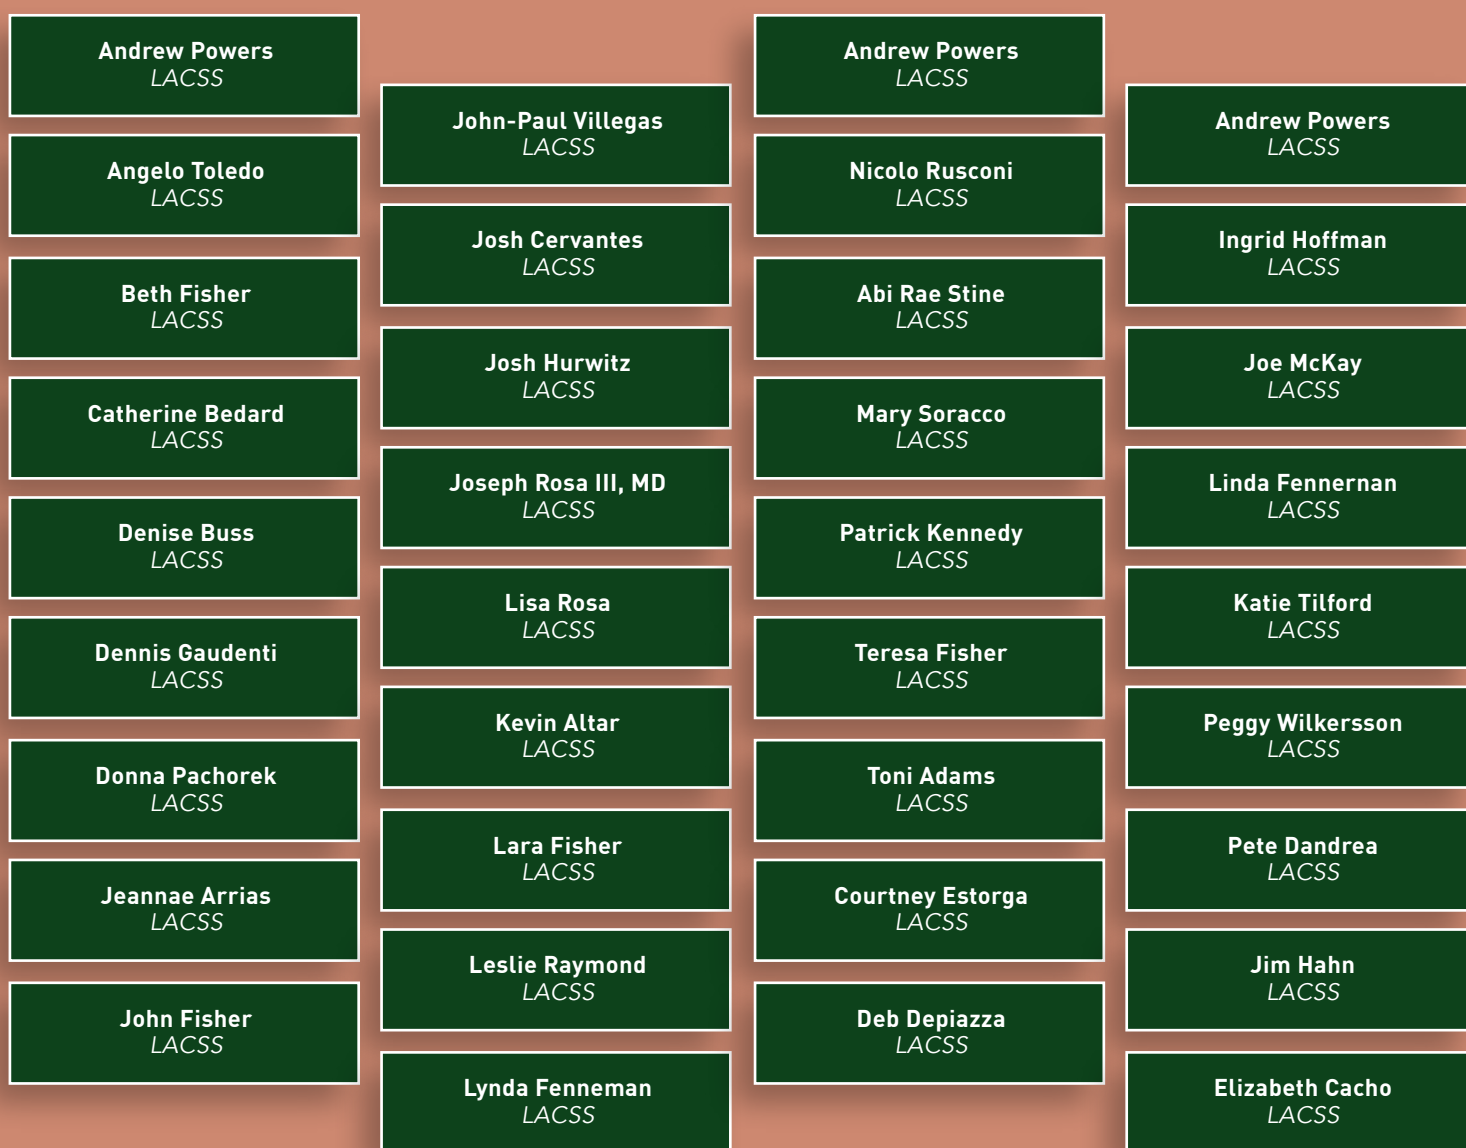 Andrew Powers
LACSS
Angelo Toledo
LACSS
Beth Fisher
LACSS
Catherine Bedard
LACSS
Denise Buss
LACSS
Dennis Gaudenti
LACSS
Donna Pachorek
LACSS
Jeannae Arrias
LACSS
John Fisher
LACSS
John-Paul Villegas
LACSS
Josh Cervantes
LACSS
Josh Hurwitz
LACSS
Joseph Rosa III, MD
LACSS
Lisa Rosa
LACSS
Kevin Altar
LACSS
Lara Fisher
LACSS
Leslie Raymond
LACSS
Lynda Fenneman
LACSS
Andrew Powers
LACSS
Nicolo Rusconi
LACSS
Abi Rae Stine
LACSS
Mary Soracco
LACSS
Patrick Kennedy
LACSS
Teresa Fisher
LACSS
Toni Adams
LACSS
Courtney Estorga
LACSS
Deb Depiazza
LACSS
Andrew Powers
LACSS
Ingrid Hoffman
LACSS
Joe McKay
LACSS
Linda Fennernan
LACSS
Katie Tilford
LACSS
Peggy Wilkersson
LACSS
Pete Dandrea
LACSS
Jim Hahn
LACSS
Elizabeth Cacho
LACSS